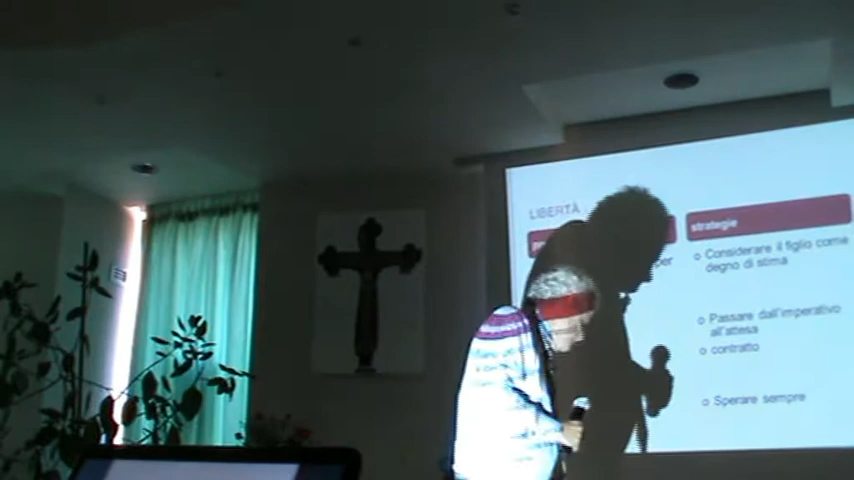 LIBERTÀ
strategie
Considerare il figlio come
degno di stima
Passare dall'imperativo
all'attesa
contratto
Sperare sempre